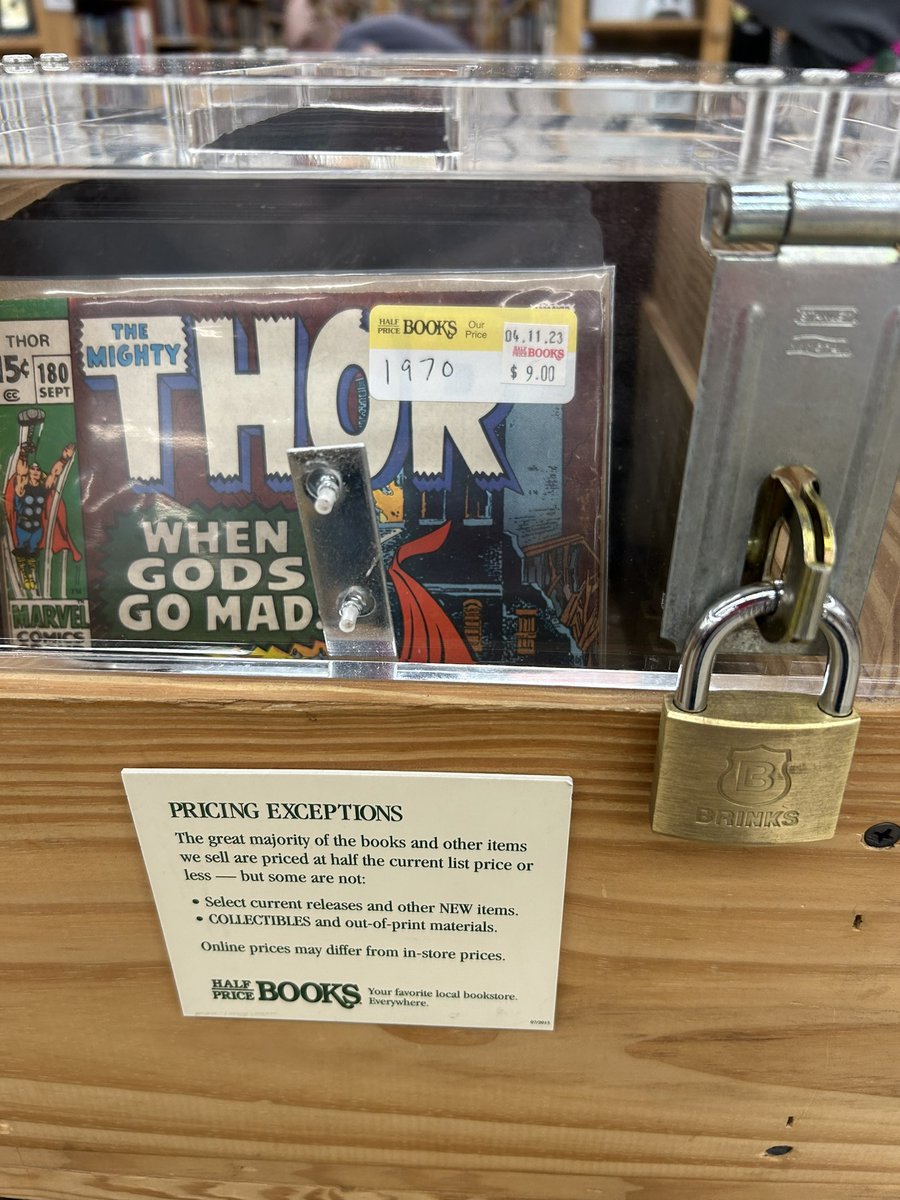 THOR
15¢
180
CC
SEPT
THE
MIGHTY
THOR
HALF
PRICE BOOKS
Our
Price
04.11.23
HALF PRICE BOOKS
$ 9.00
1970
WHEN
GODS
GO MAD!
MARVEL
COMICS
STANLEY
BRINKS
PRICING EXCEPTIONS
The great majority of the books and other items
we sell are priced at half the current list price or
less — but some are not:
• Select current releases and other NEW items.
• COLLECTIBLES and out-of-print materials.
Online prices may differ from in-store prices.
HALF
PRICE BOOKS
Your favorite local bookstore.
Everywhere.